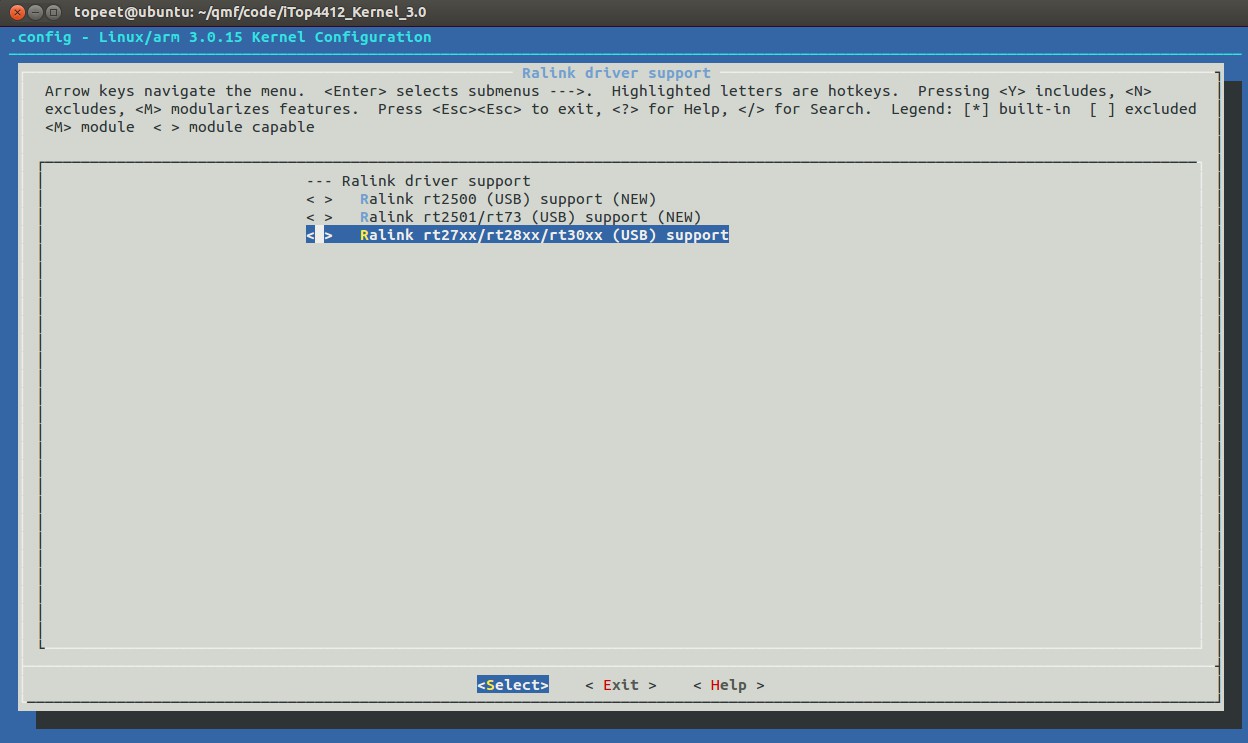 topeet@ubuntu: ~/qmf/code/iTop4412_Kernel_3.0
.config - Linux/arm 3.0.15 Kernel Configuration
Ralink driver support
Arrow keys navigate the menu.  <Enter> selects submenus --->.  Highlighted letters are hotkeys.  Pressing <Y> includes, <N>
excludes, <M> modularizes features.  Press <Esc><Esc> to exit, <?> for Help, </> for Search.  Legend: [*] built-in  [ ] excluded
<M> module  < > module capable
--- Ralink driver support
< >   Ralink rt2500 (USB) support (NEW)
< >   Ralink rt2501/rt73 (USB) support (NEW)
< >   Ralink rt27xx/rt28xx/rt30xx (USB) support
<Select>    < Exit >    < Help >